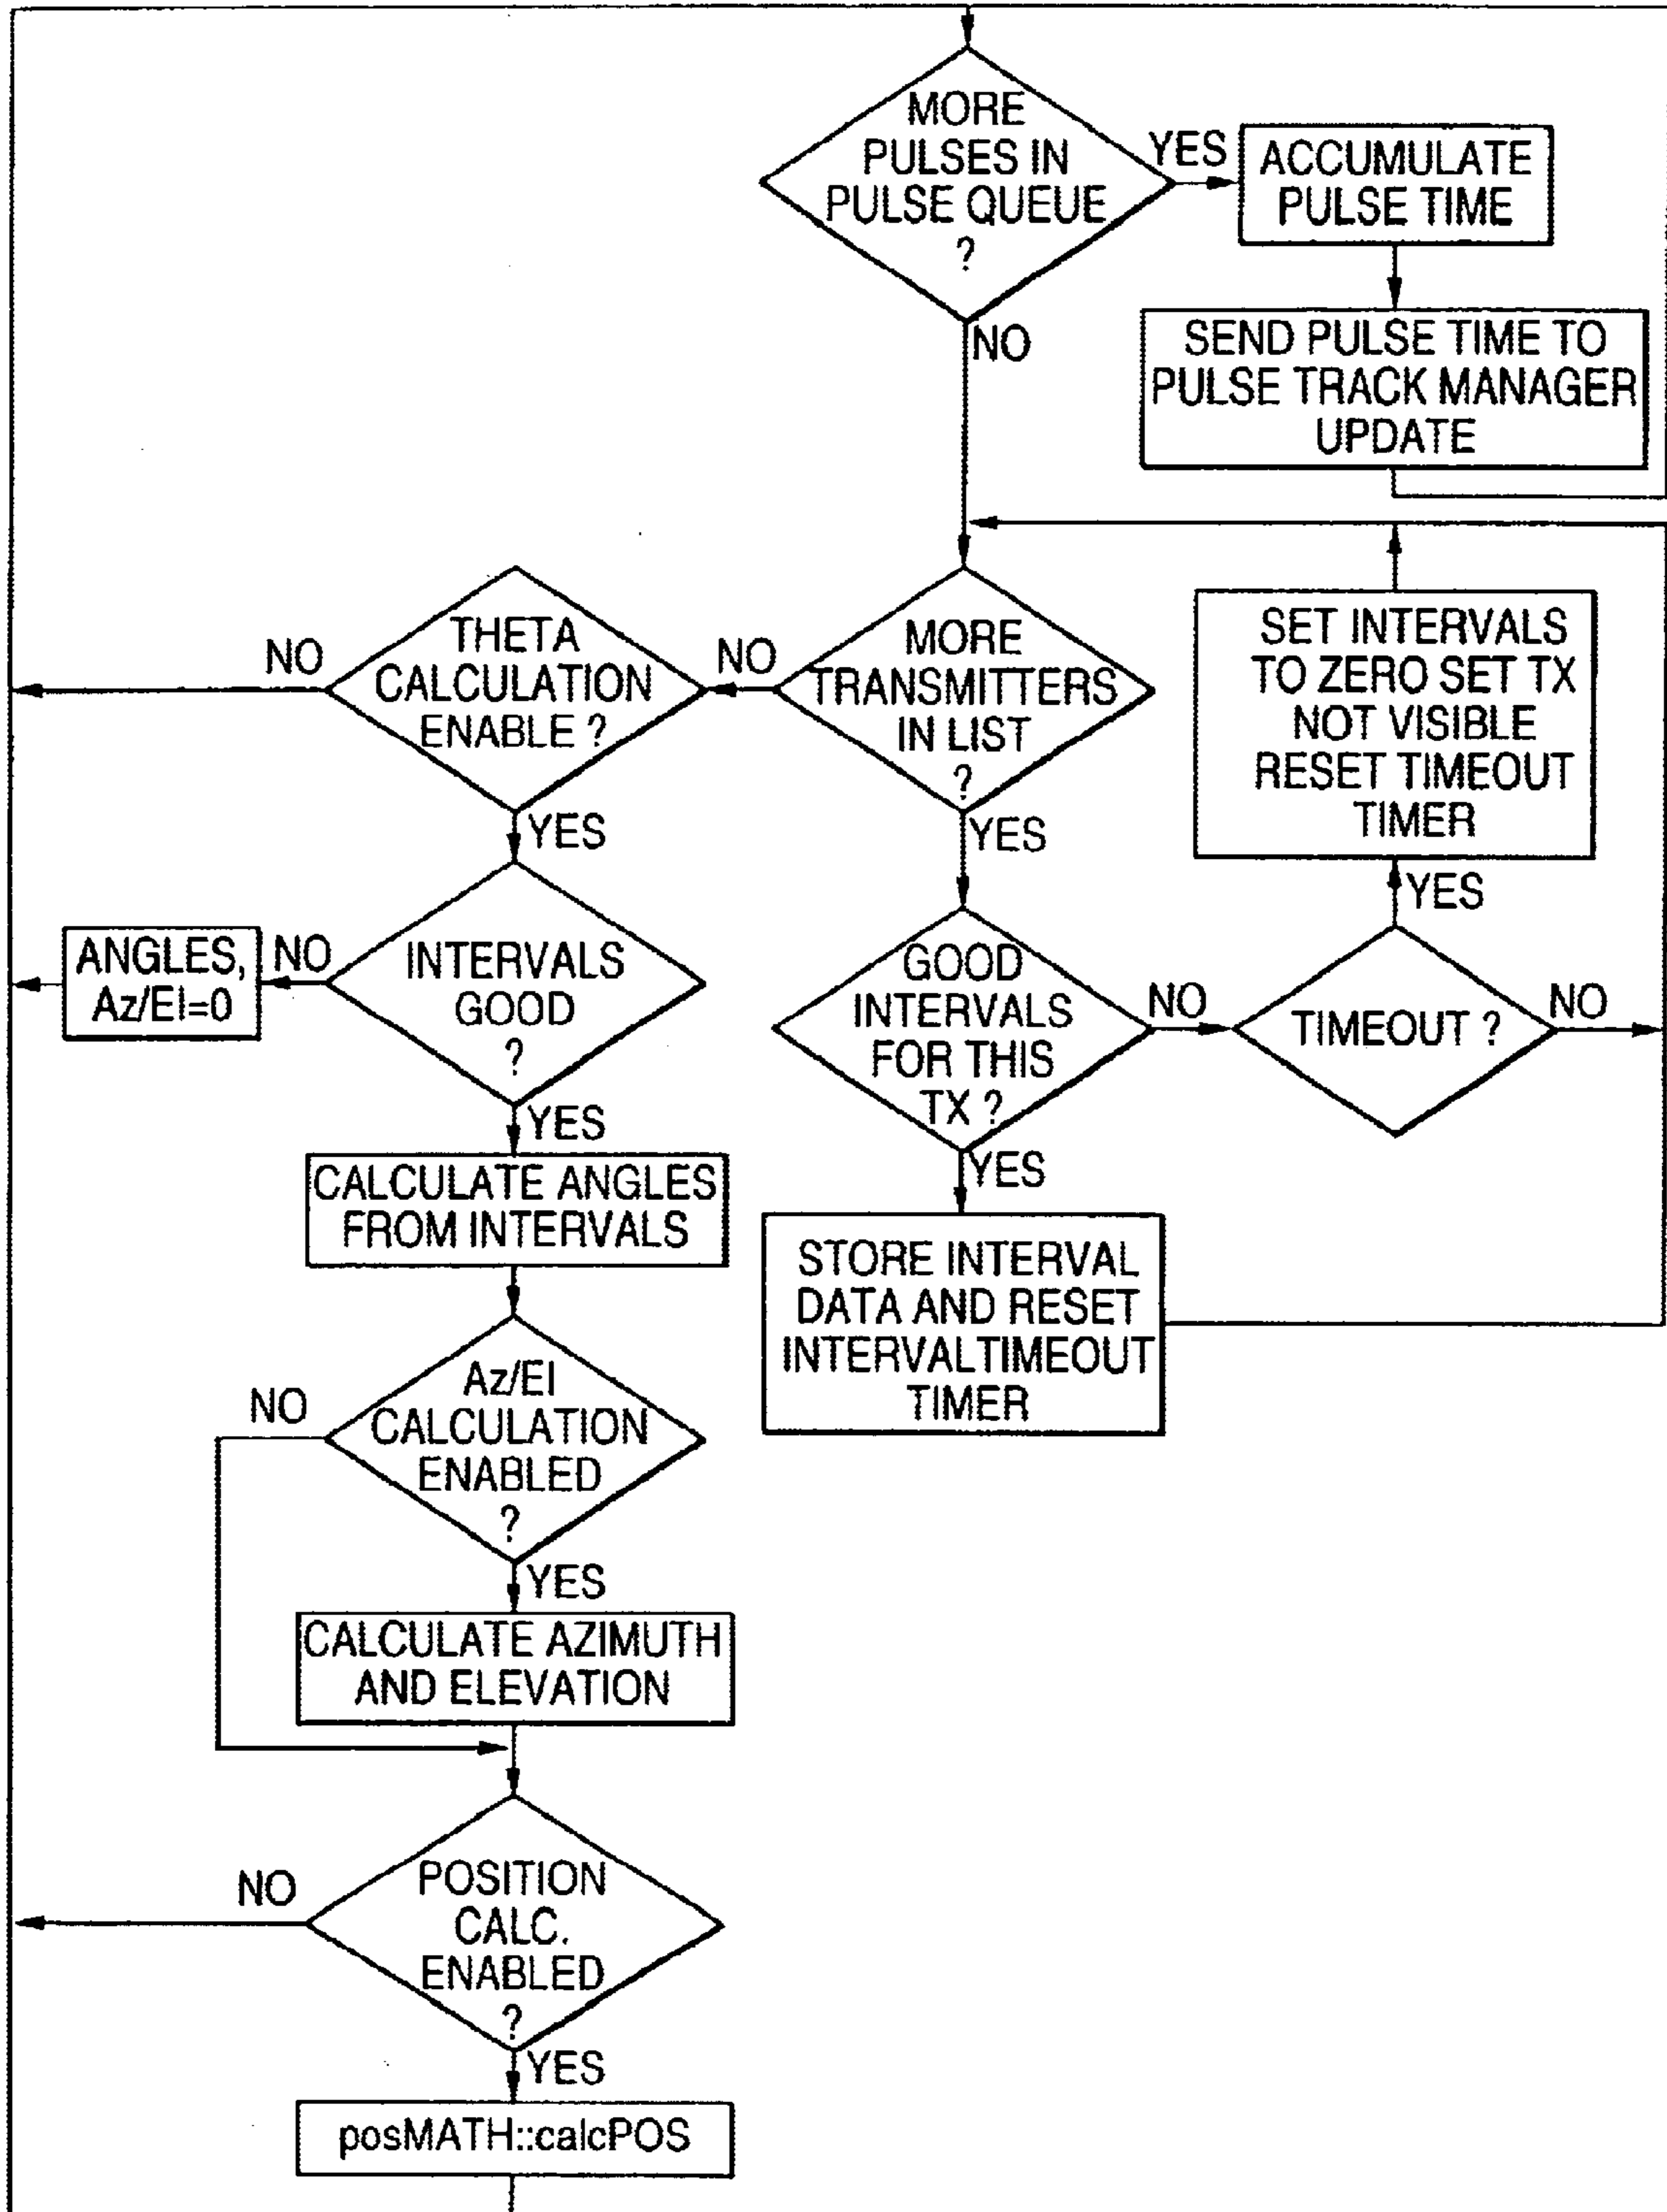 MORE
PULSES IN
PULSE QUEUE
?
YES
ACCUMULATE
PULSE TIME
SEND PULSE TIME TO
PULSE TRACK MANAGER
UPDATE
NO
THETA
CALCULATION
ENABLE ?
NO
NO
MORE
TRANSMITTERS
IN LIST
?
SET INTERVALS
TO ZERO SET TX
NOT VISIBLE
RESET TIMEOUT
TIMER
YES
YES
YES
ANGLES,
Az/El=0
NO
INTERVALS
GOOD
?
GOOD
INTERVALS
FOR THIS
TX ?
NO
TIMEOUT ?
NO
YES
YES
CALCULATE ANGLES
FROM INTERVALS
STORE INTERVAL
DATA AND RESET
INTERVALTIMEOUT
TIMER
NO
Az/El
CALCULATION
ENABLED
?
YES
CALCULATE AZIMUTH
AND ELEVATION
NO
POSITION
CALC.
ENABLED
?
YES
posMATH::calcPOS